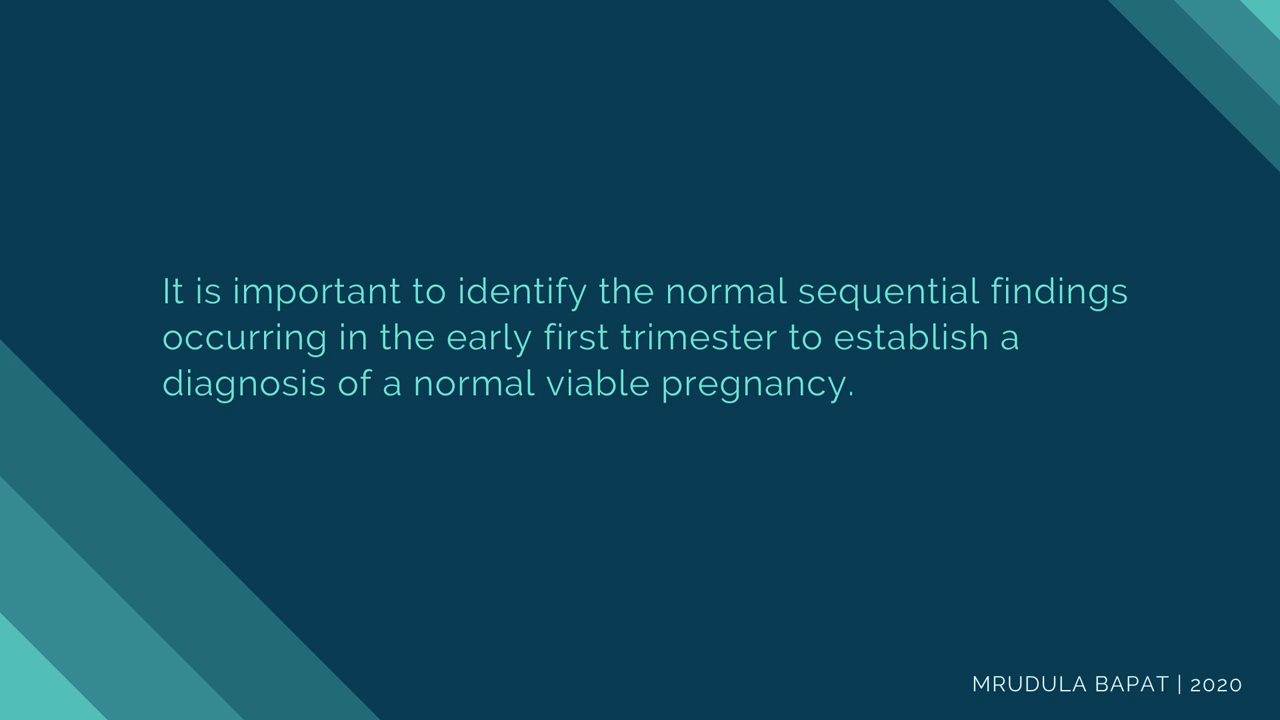 It is important to identify the normal sequential findings
occurring in the early first trimester to establish a
diagnosis of a normal viable pregnancy.
MRUDULA BAPAT | 2020